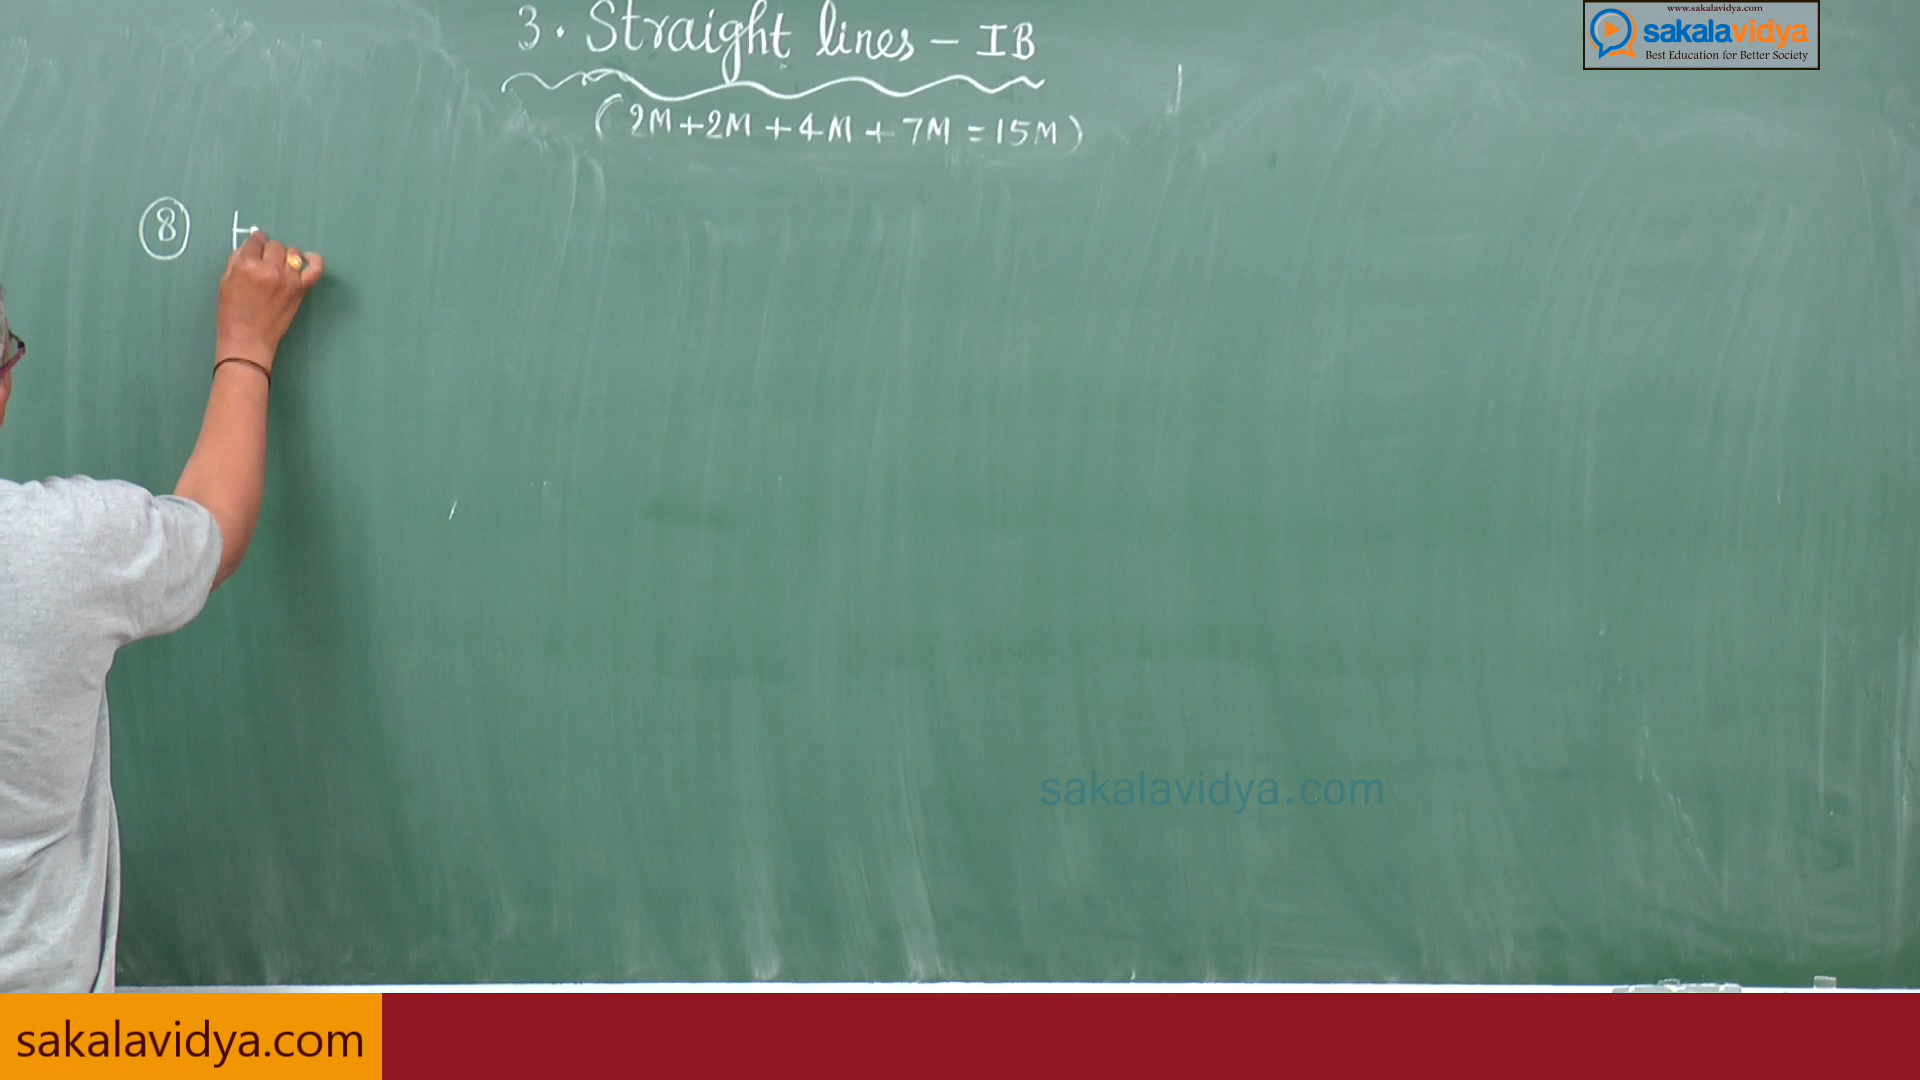 www.sakalavidya.com
sakalavidya
Best Education for Better Society
3. Straight lines - IB
(2M+2M+4M+7M=15M)
8
sakalavidya.com
sakalavidya.com